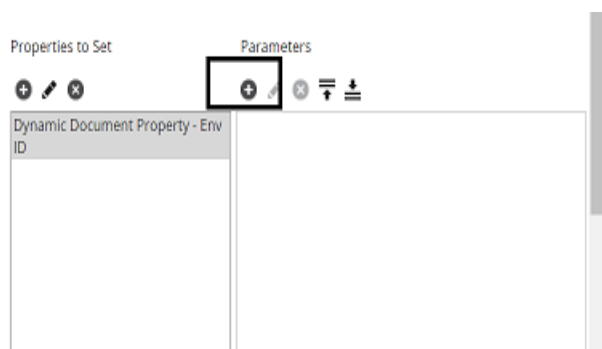 Properties to Set
Parameters
Dynamic Document Property - Env
ID